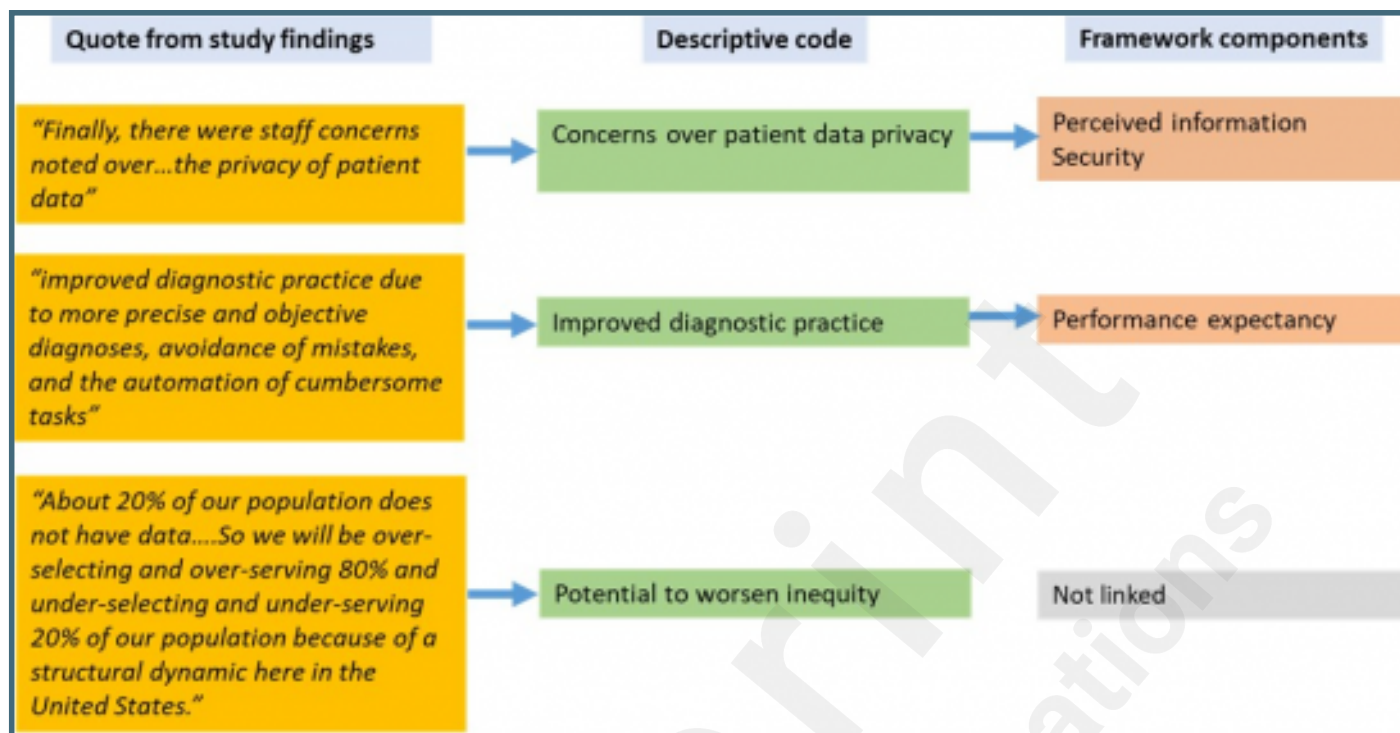 Quote from study findings
Descriptive code
Framework components
“Finally, there were staff concerns
noted over...the privacy of patient
data”
Concerns over patient data privacy
Perceived information
Security
“improved diagnostic practice due
to more precise and objective
diagnoses, avoidance of mistakes,
and the automation of cumbersome
tasks”
Improved diagnostic practice
Performance expectancy
“About 20% of our population does
not have data....So we will be over-
selecting and over-serving 80% and
under-selecting and under-serving
20% of our population because of a
structural dynamic here in the
United States.”
Potential to worsen inequity
Not linked